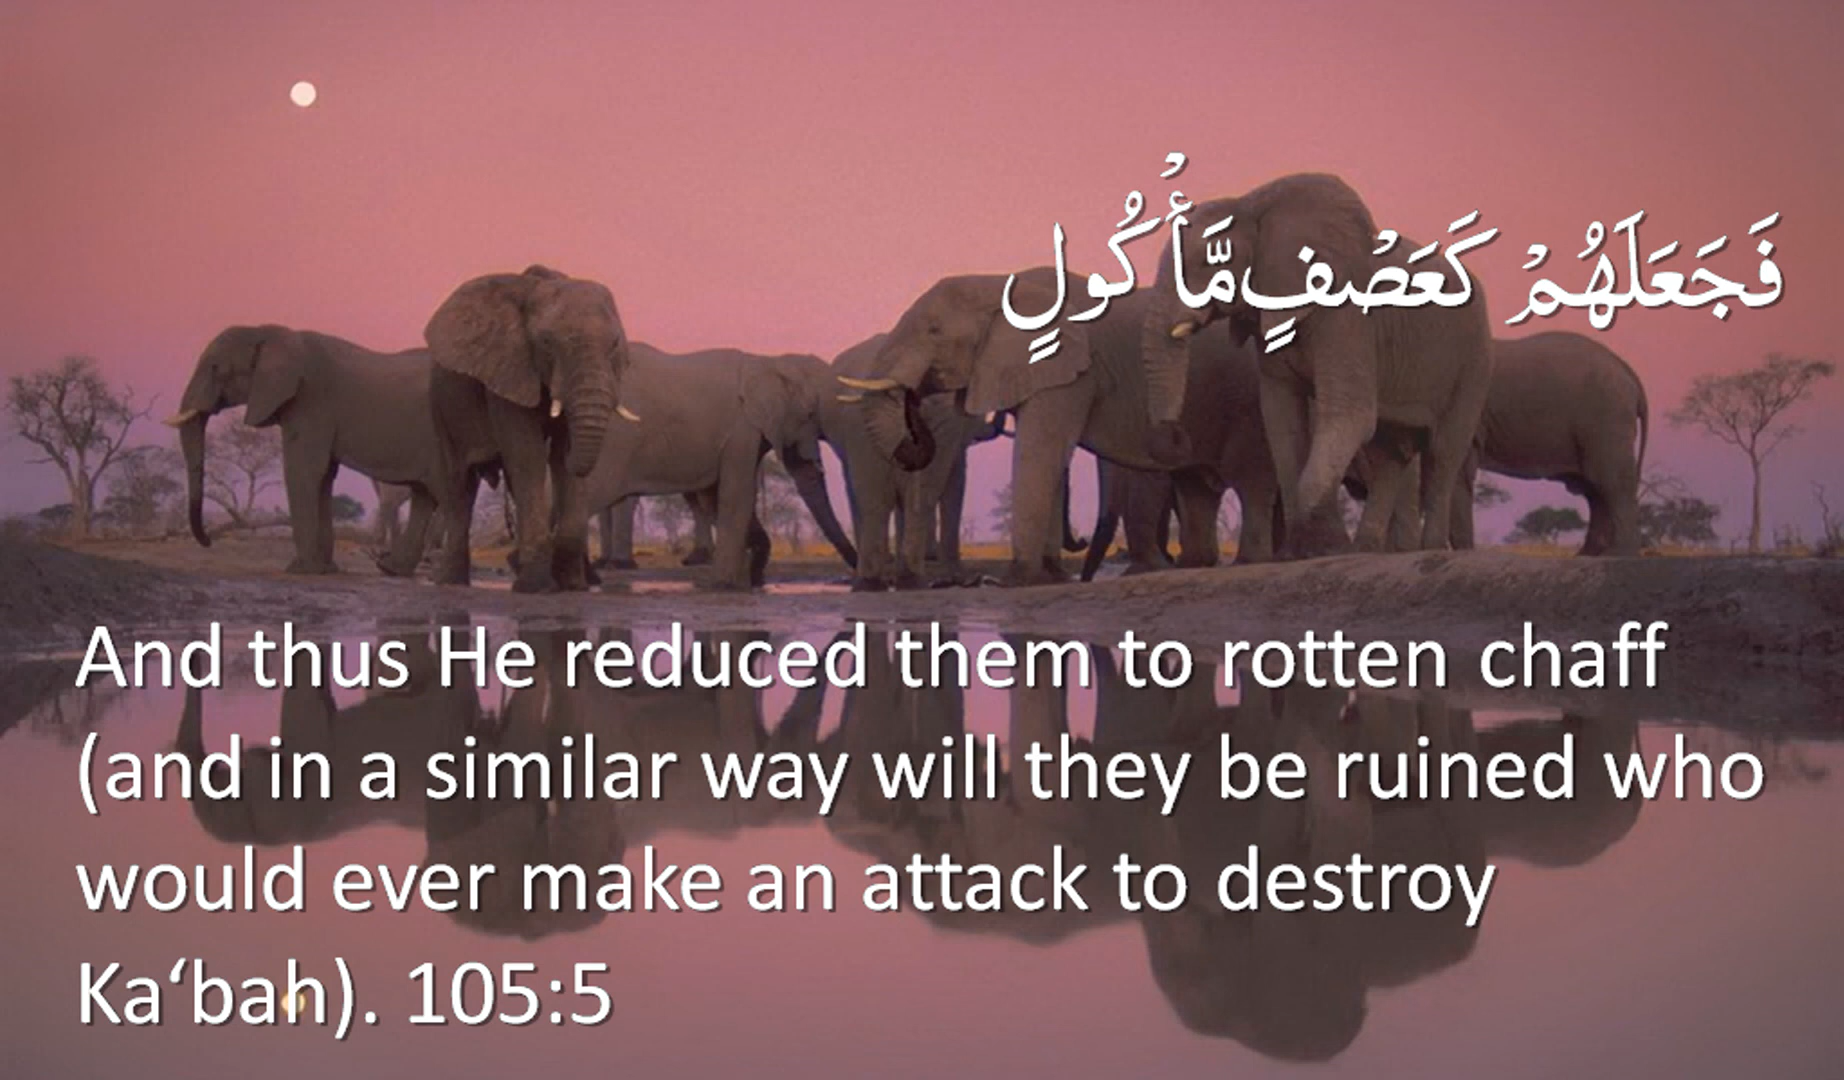 فَجَعَلَهُمْ كَعَصْفٍ مَّأْكُولٍ
And thus He reduced them to rotten chaff
(and in a similar way will they be ruined who
would ever make an attack to destroy
Ka‘bah). 105:5